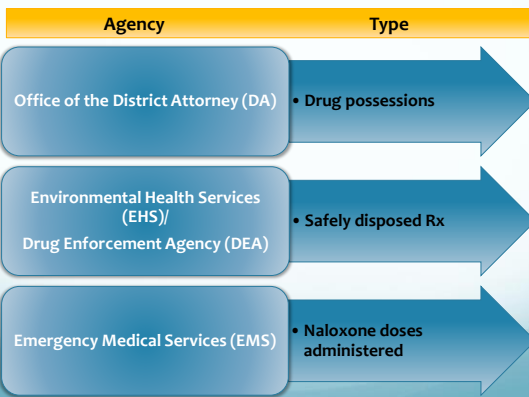 Agency Type
Office of the District Attorney (DA)
• Drug possessions
Environmental Health Services
(EHS)/
Drug Enforcement Agency (DEA)
• Safely disposed Rx
Emergency Medical Services (EMS)
• Naloxone doses
administered